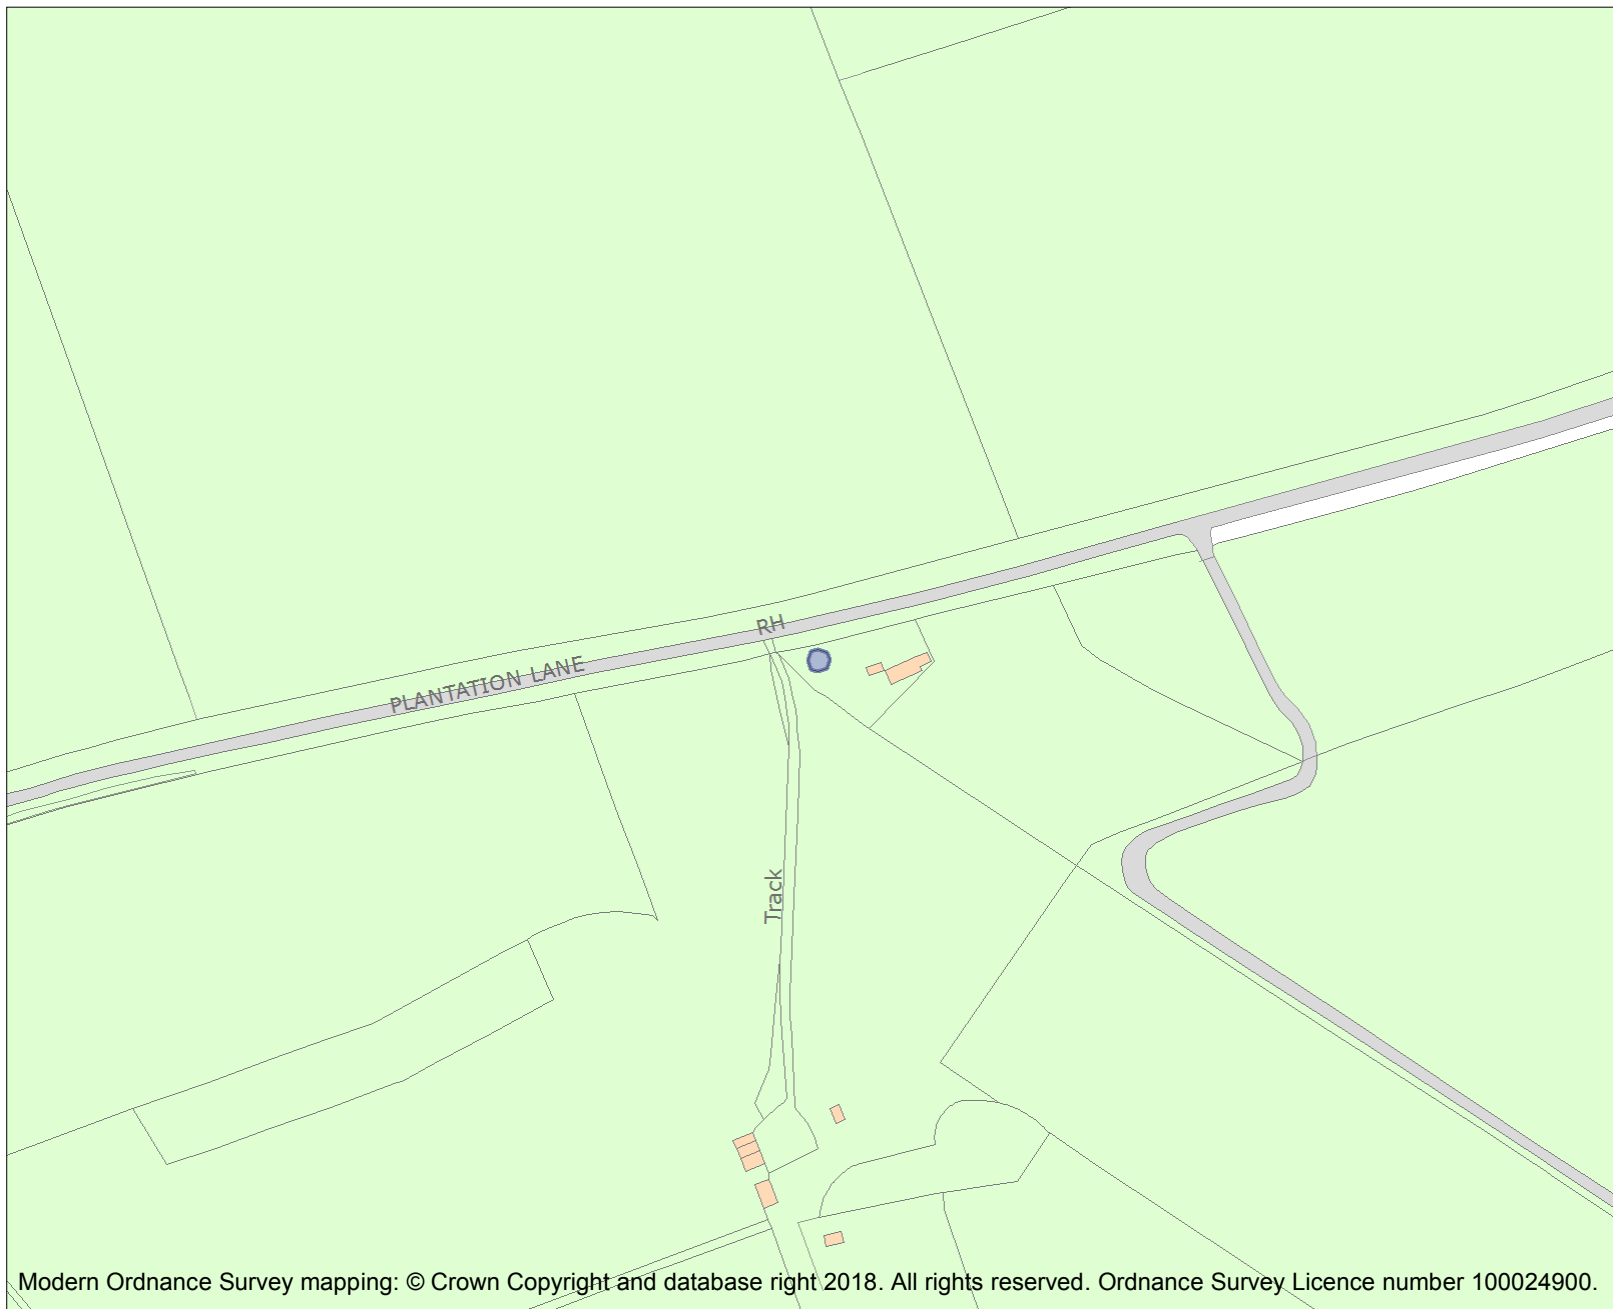 RH
PLANTATION LANE
Track
Modern Ordnance Survey mapping: © Crown Copyright and database right 2018. All rights reserved. Ordnance Survey Licence number 100024900.